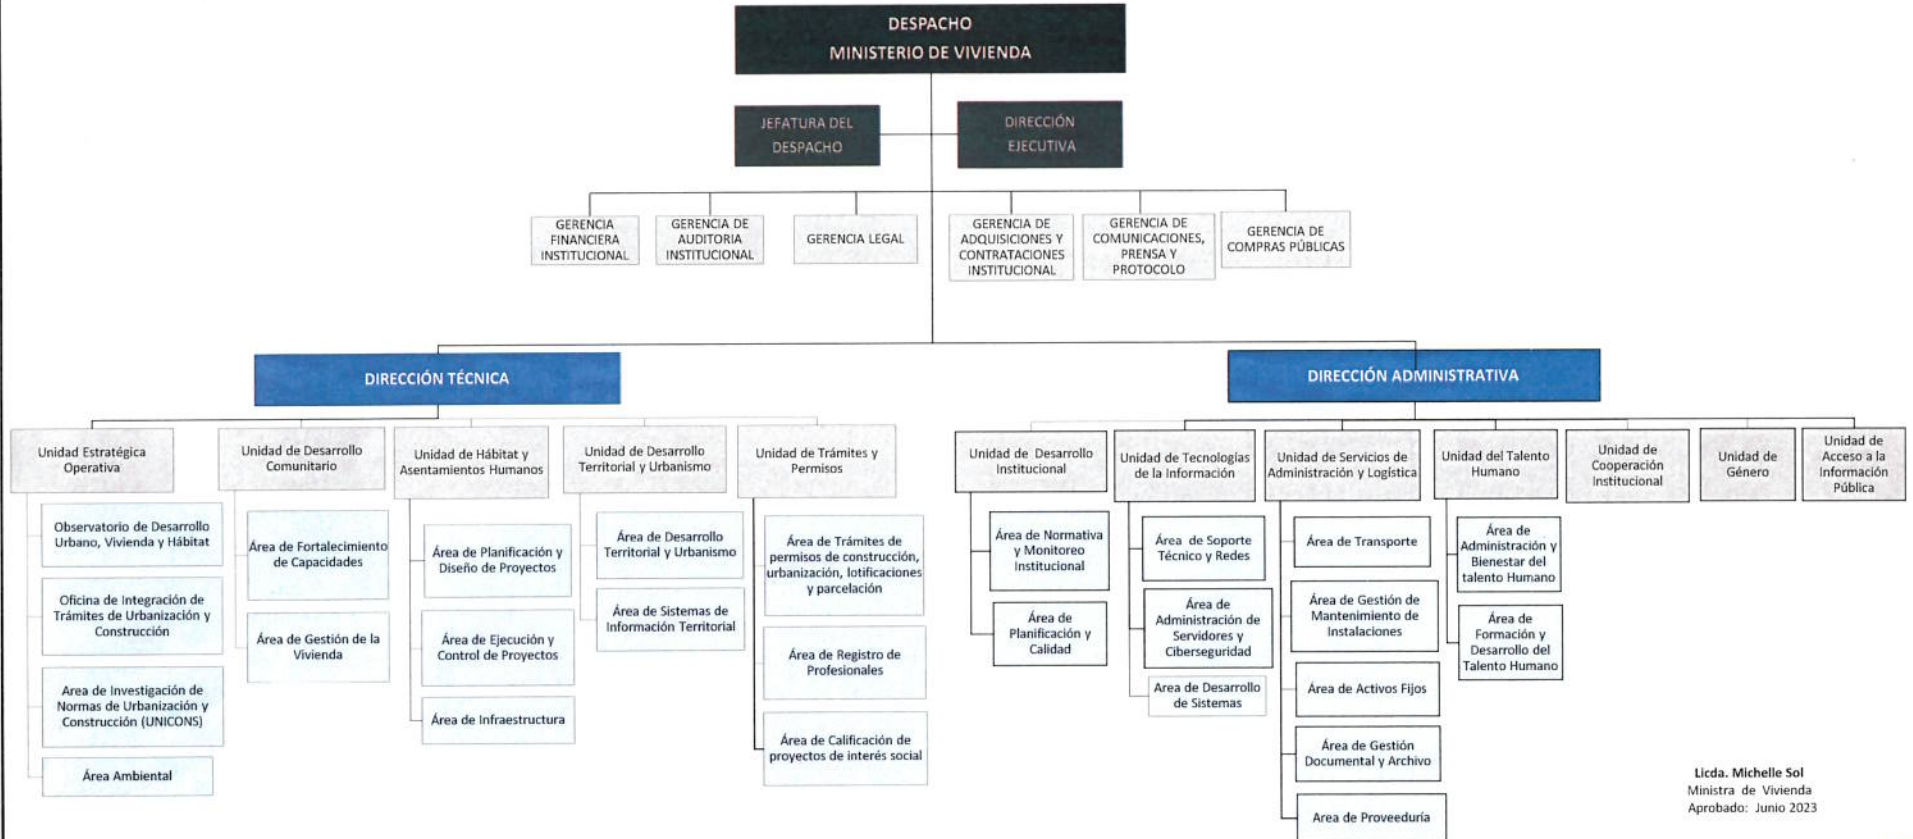 DESPACHO
MINISTERIO DE VIVIENDA
JEFATURA DEL
DESPACHO
DIRECCIÓN
EJECUTIVA
GERENCIA
FINANCIERA
INSTITUCIONAL
GERENCIA DE
AUDITORIA
INSTITUCIONAL
GERENCIA LEGAL
GERENCIA DE
ADQUISICIONES Y
CONTRATACIONES
INSTITUCIONAL
GERENCIA DE
COMUNICACIONES,
PRENSA Y
PROTOCOLO
GERENCIA DE
COMPRAS PÚBLICAS
DIRECCIÓN TÉCNICA
DIRECCIÓN ADMINISTRATIVA
Unidad Estratégica
Operativa
Observatorio de Desarrollo
Urbano, Vivienda y Hábitat
Oficina de Integración de
Trámites de Urbanización y
Construcción
Area de Investigación de
Normas de Urbanización y
Construcción (UNICONS)
Área Ambiental
Unidad de Desarrollo
Comunitario
Área de Fortalecimiento
de Capacidades
Área de Gestión de la
Vivienda
Unidad de Hábitat y
Asentamientos Humanos
Área de Planificación y
Diseño de Proyectos
Área de Ejecución y
Control de Proyectos
Área de Infraestructura
Unidad de Desarrollo
Territorial y Urbanismo
Área de Desarrollo
Territorial y Urbanismo
Área de Sistemas de
Información Territorial
Unidad de Trámites y
Permisos
Área de Trámites de
permisos de construcción,
urbanización, lotificaciones
y parcelación
Área de Registro de
Profesionales
Área de Calificación de
proyectos de interés social
Unidad de Desarrollo
Institucional
Área de Normativa
y Monitoreo
Institucional
Área de
Planificación y
Calidad
Unidad de Tecnologías
de la Información
Área de Soporte
Técnico y Redes
Área de
Administración de
Servidores y
Ciberseguridad
Area de Desarrollo
de Sistemas
Unidad de Servicios de
Administración y Logística
Área de Transporte
Área de Gestión de
Mantenimiento de
Instalaciones
Área de Activos Fijos
Área de Gestión
Documental y Archivo
Area de Proveeduría
Unidad del Talento
Humano
Área de
Administración y
Bienestar del
talento Humano
Área de
Formación y
Desarrollo del
Talento Humano
Unidad de
Cooperación
Institucional
Unidad de
Género
Unidad de
Acceso a la
Información
Pública
Licda. Michelle Sol
Ministra de Vivienda
Aprobado: Junio 2023